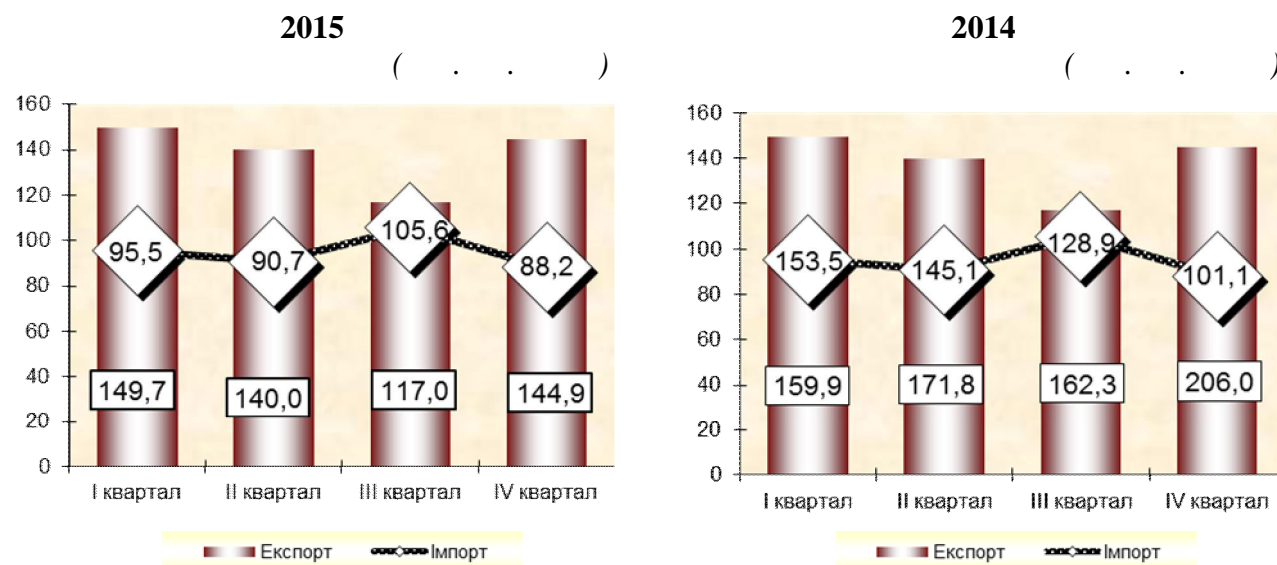 2015
( . . )
160
140
120
100
80
60
40
20
0
95,5
90,7
105,6
88,2
149,7
140,0
117,0
144,9
I квартал
II квартал
III квартал
IV квартал
Експорт
Імпорт
2014
( . . )
160
140
120
100
80
60
40
20
0
153,5
145,1
128,9
101,1
159,9
171,8
162,3
206,0
I квартал
II квартал
III квартал
IV квартал
Експорт
Імпорт